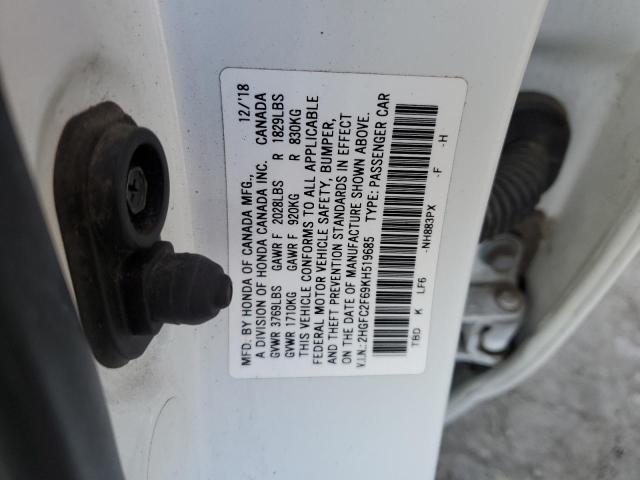 MFD. BY HONDA OF CANADA MFG., 12/'18
A DIVISION OF HONDA CANADA INC. CANADA
GVWR 3769LBS GAWR F 2028LBS R 1829LBS
GVWR 1710KG GAWR F 920KG R 830KG
THIS VEHICLE CONFORMS TO ALL APPLICABLE
FEDERAL MOTOR VEHICLE SAFETY, BUMPER,
AND THEFT PREVENTION STANDARDS IN EFFECT
ON THE DATE OF MANUFACTURE SHOWN ABOVE.
V.I.N.:2HGFC2F69KH519685 TYPE: PASSENGER CAR
TBD K LF6 -NH883PX -F -H